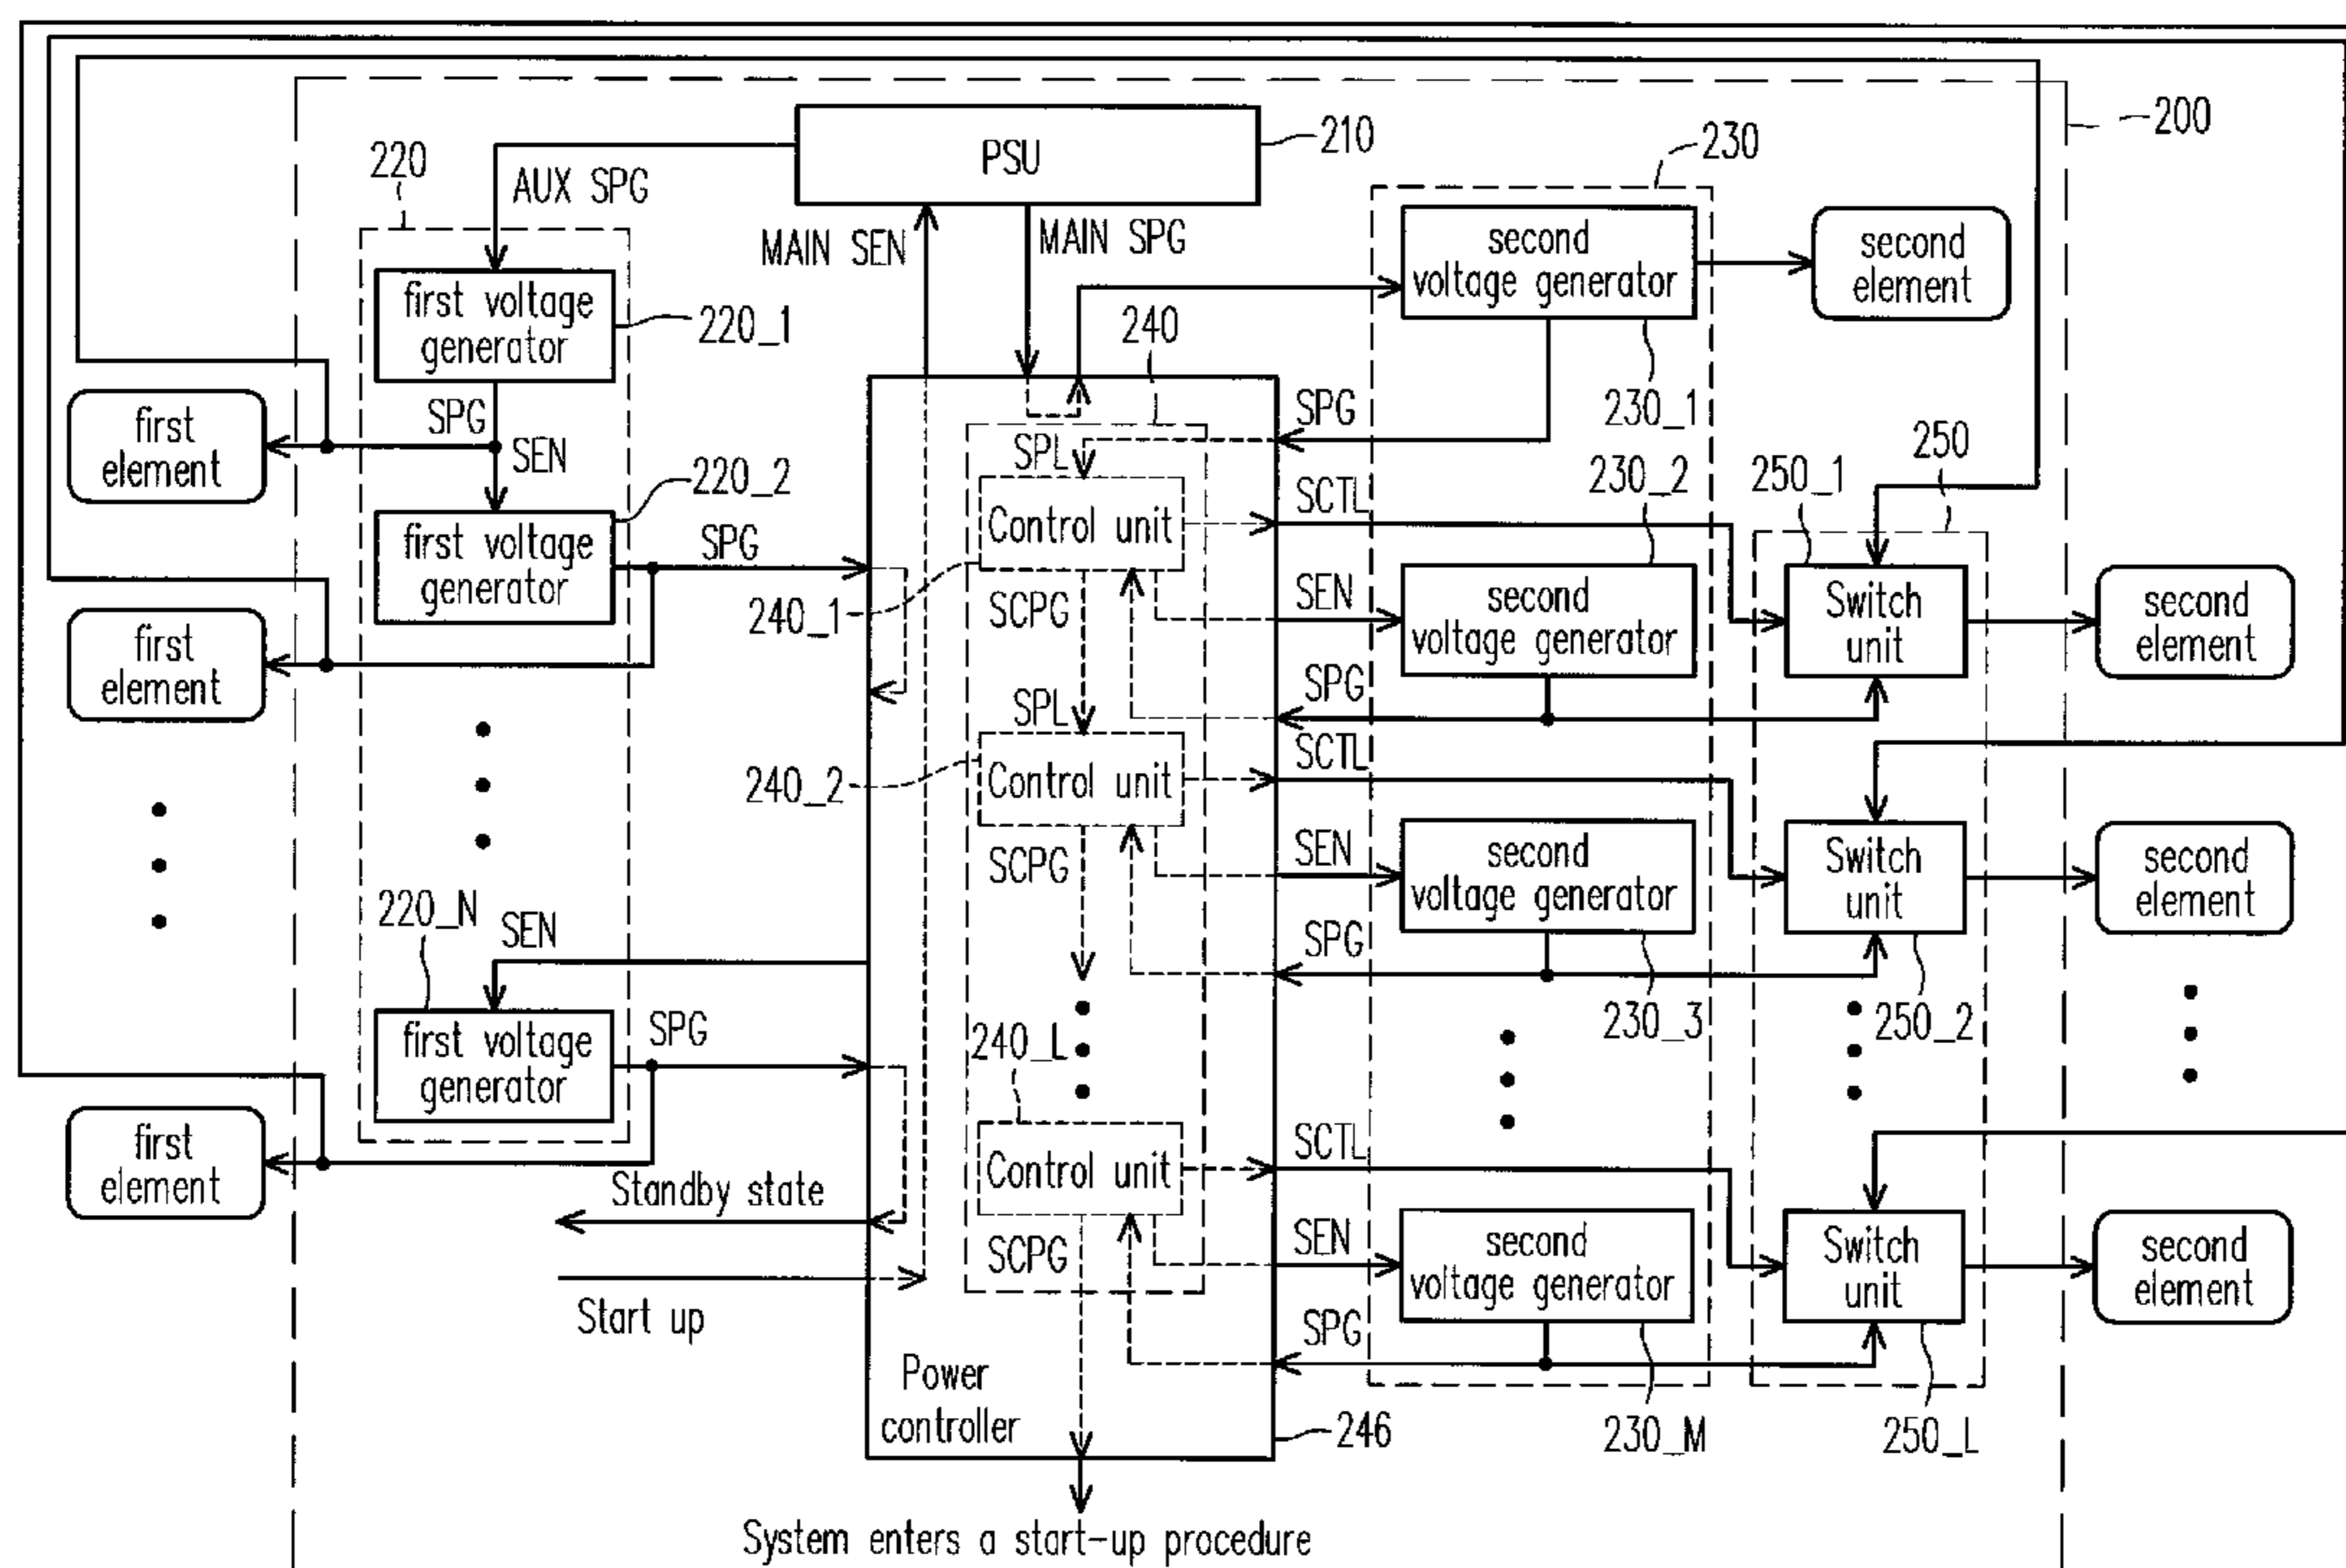 PSU
210
200
220
AUX SPG
230
MAIN SEN
MAIN SPG
second
voltage generator
second
element
first voltage
generator
220_1
240
230_1
first
element
SPG
SEN
SPG
SPL
220_2
SCTL
230_2
250_1
250
Control unit
first voltage
generator
SPG
240_1
SCPG
SEN
second
voltage generator
Switch
unit
second
element
first
element
SPL
SPG
SCTL
240_2
Control unit
SCPG
SEN
second
voltage generator
Switch
unit
second
element
220_N
SEN
SPG
230_3
250_2
first voltage
generator
SPG
240_L
Control unit
SCTL
first
element
Standby state
SCPG
SEN
second
voltage generator
Switch
unit
second
element
Start up
SPG
Power
controller
246
230_M
250_L
System enters a start-up procedure